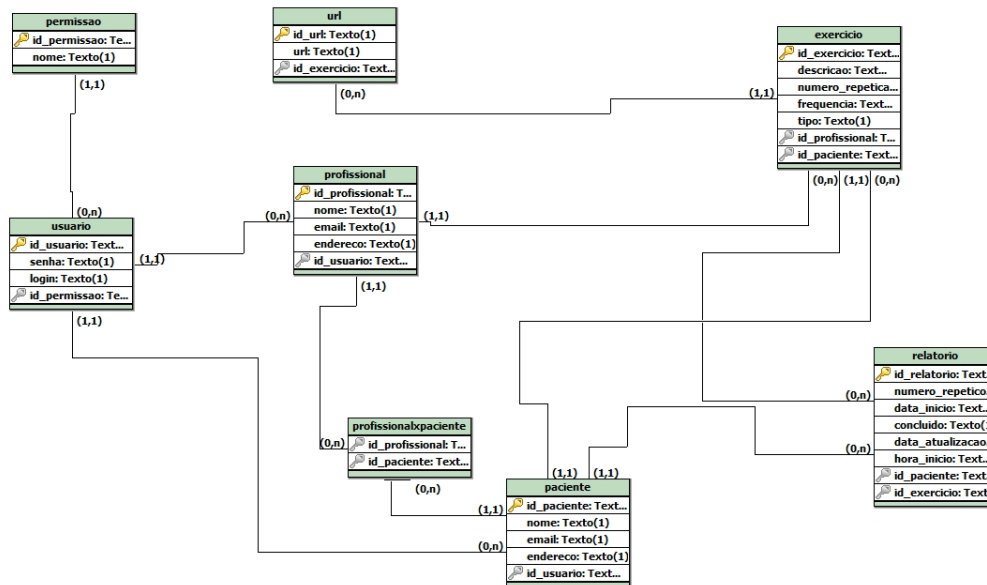 permissao
id_permissao: Te...
nome: Texto(1)
(1,1)
url
id_url: Texto(1)
url: Texto(1)
id_exercicio: Text...
(0,n)
exercicio
id_exercicio: Text...
descricao: Text...
numero_repetica...
frequencia: Text...
tipo: Texto(1)
id_profissional: T...
id_paciente: Text...
(1,1)
(0,n) (1,1) (0,n)
profissional
id_profissional: T...
nome: Texto(1)
email: Texto(1)
endereco: Texto(1)
id_usuario: Text...
(0,n)
(1,1)
(1,1)
(0,n)
usuario
id_usuario: Text...
senha: Texto(1)
login: Texto(1)
id_permissao: Te...
(1,1)
(1,1)
relatorio
id_relatorio: Text
numero_repetico
data_inicio: Text...
concluido: Texto(
data_atualizacao
hora_inicio: Text...
id_paciente: Text
id_exercicio: Text
(0,n)
(0,n)
profissionalxpaciente
id_profissional: T...
id_paciente: Text...
(0,n)
(0,n)
paciente
id_paciente: Text...
nome: Texto(1)
email: Texto(1)
endereco: Texto(1)
id_usuario: Text...
(1,1) (1,1)
(1,1)
(0,n)